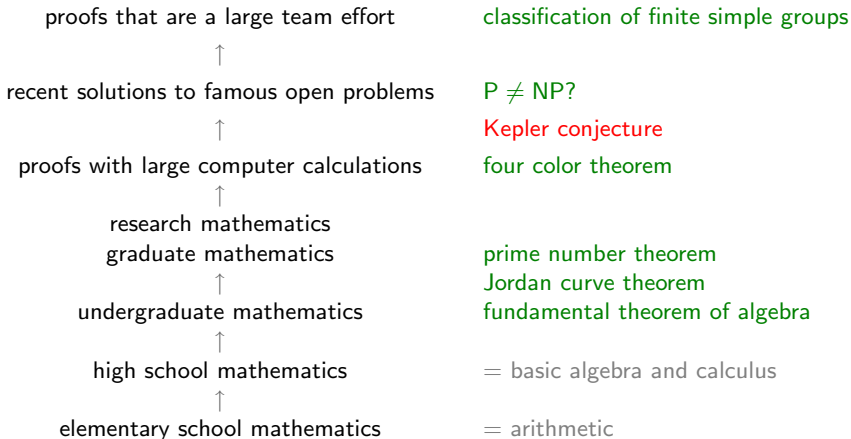 proofs that are a large team effort classification of finite simple groups
↑
recent solutions to famous open problems P ≠ NP?
↑ Kepler conjecture
proofs with large computer calculations four color theorem
↑
research mathematics
graduate mathematics prime number theorem
↑ Jordan curve theorem
undergraduate mathematics fundamental theorem of algebra
↑
high school mathematics = basic algebra and calculus
↑
elementary school mathematics = arithmetic